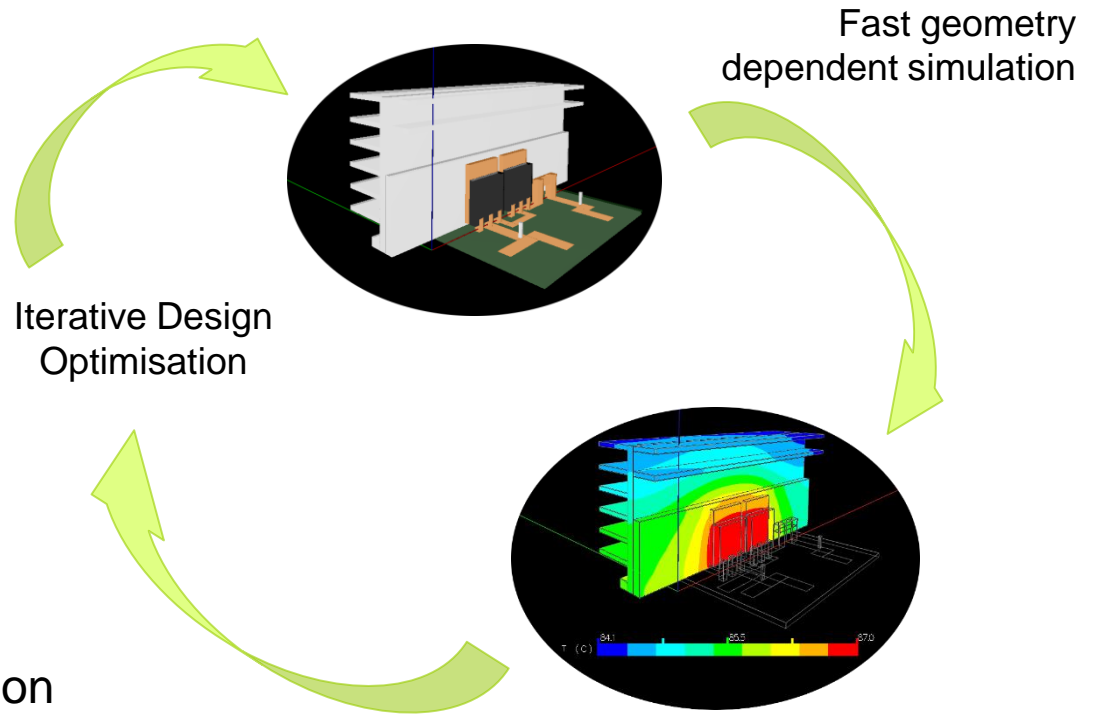 Fast geometry
dependent simulation
Iterative Design
Optimisation
T (C)
84.1
85.5
87.0
on